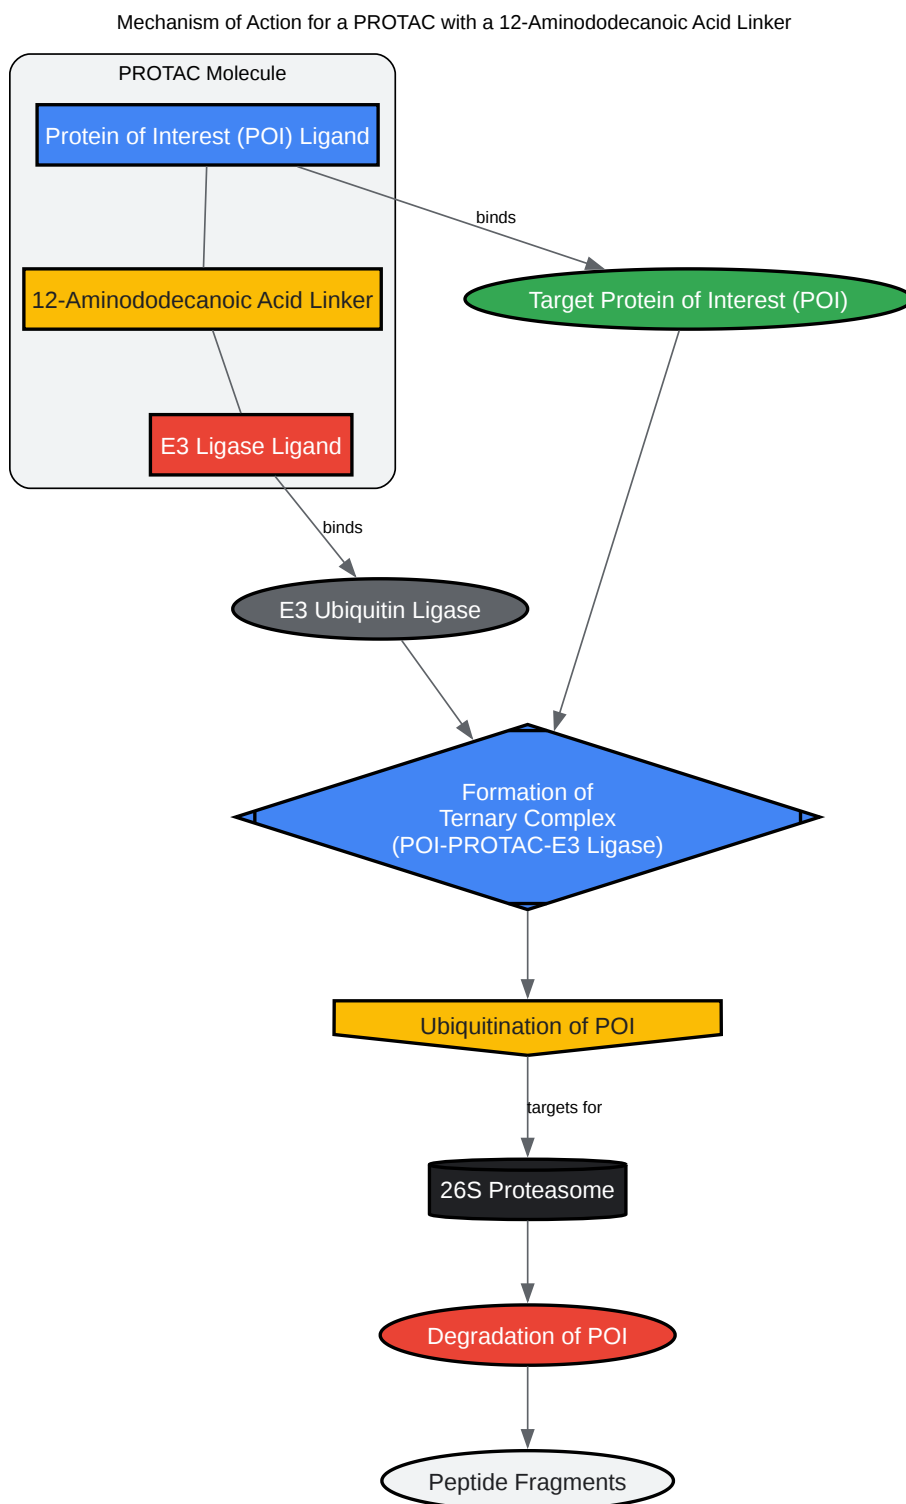 Mechanism of Action for a PROTAC with a 12-Aminododecanoic Acid Linker
PROTAC Molecule
Protein of Interest (POI) Ligand
binds
12-Aminododecanoic Acid Linker
Target Protein of Interest (POI)
E3 Ligase Ligand
binds
E3 Ubiquitin Ligase
Formation of
Ternary Complex
(POI-PROTAC-E3 Ligase)
Ubiquitination of POI
targets for
26S Proteasome
Degradation of POI
Peptide Fragments